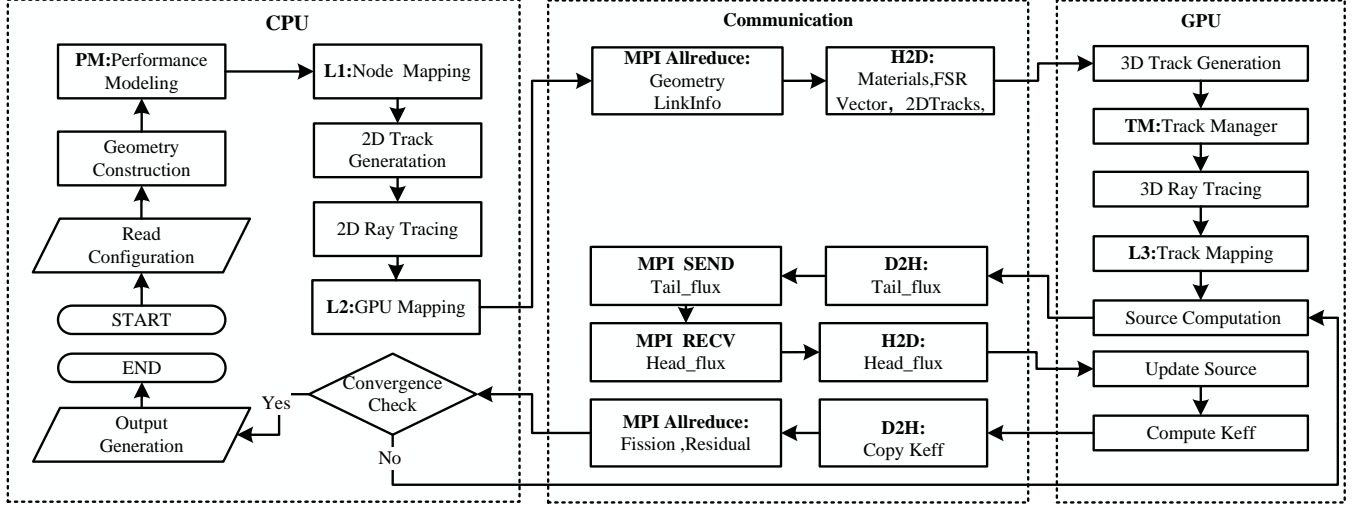 CPU
PM:Performance
Modeling
Geometry
Construction
Read
Configuration
START
END
Output
Generation
L1:Node Mapping
2D Track
Generatation
2D Ray Tracing
L2:GPU Mapping
Convergence
Check
Yes
No
Communication
MPI Allreduce:
Geometry
LinkInfo
H2D:
Materials,FSR
Vector, 2DTracks,
MPI SEND
Tail_flux
D2H:
Tail_flux
MPI RECV
Head_flux
H2D:
Head_flux
MPI Allreduce:
Fission ,Residual
D2H:
Copy Keff
GPU
3D Track Generation
TM:Track Manager
3D Ray Tracing
L3:Track Mapping
Source Computation
Update Source
Compute Keff